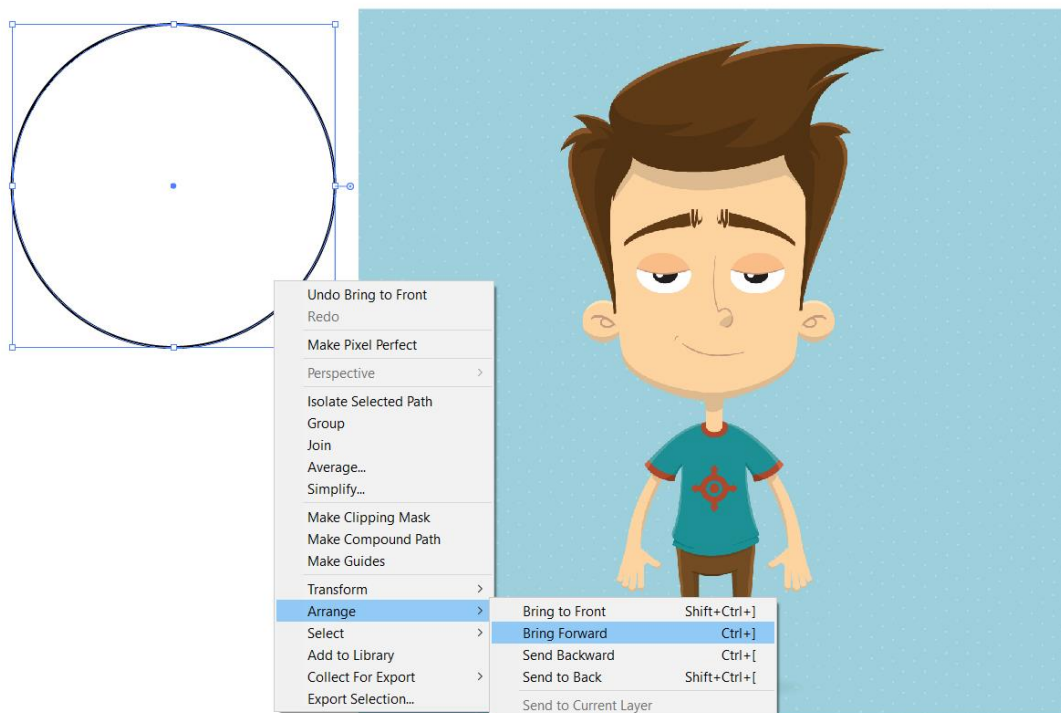 Undo Bring to Front
Redo
Make Pixel Perfect
Perspective
Isolate Selected Path
Group
Join
Average...
Simplify...
Make Clipping Mask
Make Compound Path
Make Guides
Transform
Arrange
Select
Add to Library
Collect For Export
Export Selection...
Bring to Front Shift+Ctrl+]
Bring Forward Ctrl+]
Send Backward Ctrl+[
Send to Back Shift+Ctrl+[
Send to Current Layer